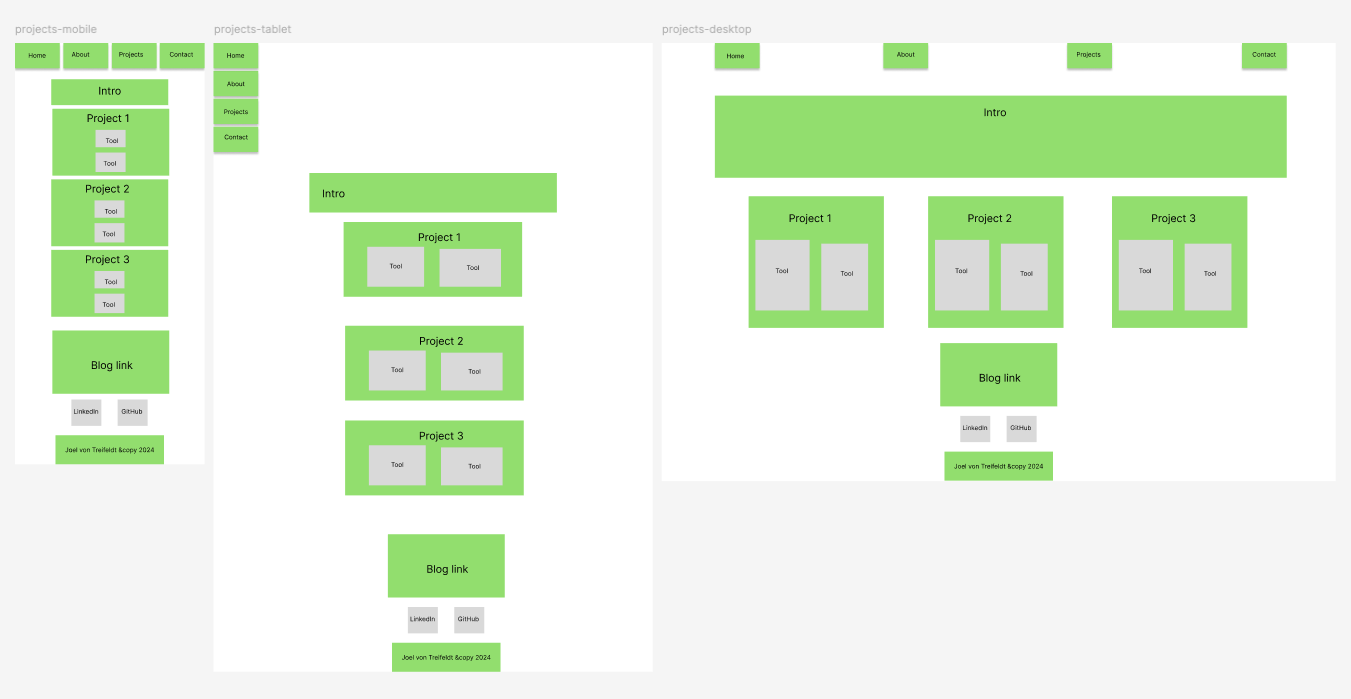 projects-mobile
Home
About
Projects
Contact
Intro
Project 1
Tool
Tool
Project 2
Tool
Tool
Project 3
Tool
Tool
Blog link
LinkedIn
GitHub
Joel von Treifeldt &copy 2024
projects-tablet
Home
About
Projects
Contact
Intro
Project 1
Tool
Tool
Project 2
Tool
Tool
Project 3
Tool
Tool
Blog link
LinkedIn
GitHub
Joel von Treifeldt &copy 2024
projects-desktop
Home
About
Projects
Contact
Intro
Project 1
Tool
Tool
Project 2
Tool
Tool
Project 3
Tool
Tool
Blog link
LinkedIn
GitHub
Joel von Treifeldt &copy 2024